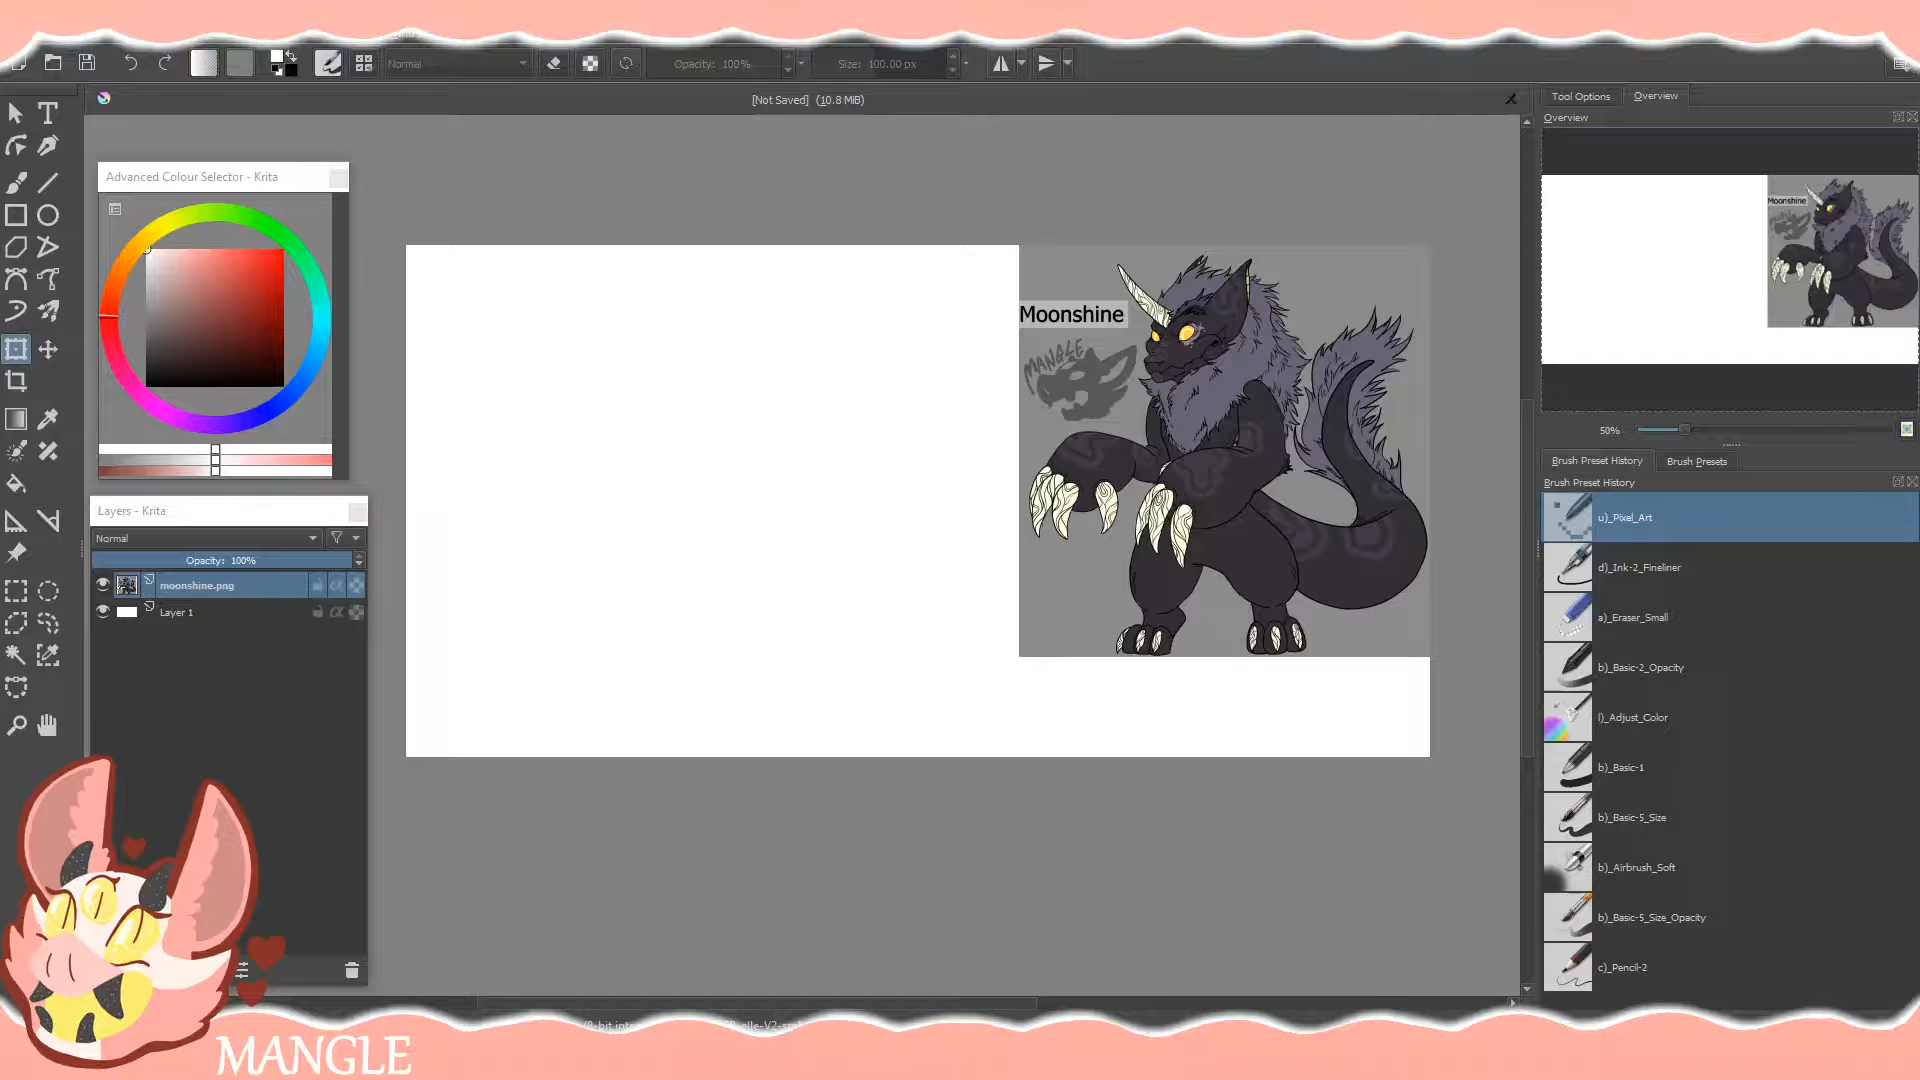 Normal
Opacity: 100%
Size: 100.00 px
[Not Saved] (10.8 MiB)
Tool Options
Overview
Overview
Advanced Colour Selector - Krita
Moonshine
MANGLE
50%
Brush Preset History
Brush Presets
Brush Preset History
Layers - Krita
Normal
Opacity: 100%
moonshine.png
Layer 1
u)_Pixel_Art
d)_Ink-2_Fineliner
a)_Eraser_Small
b)_Basic-2_Opacity
l)_Adjust_Color
b)_Basic-1
b)_Basic-5_Size
b)_Airbrush_Soft
b)_Basic-5_Size_Opacity
c)_Pencil-2
MANGLE